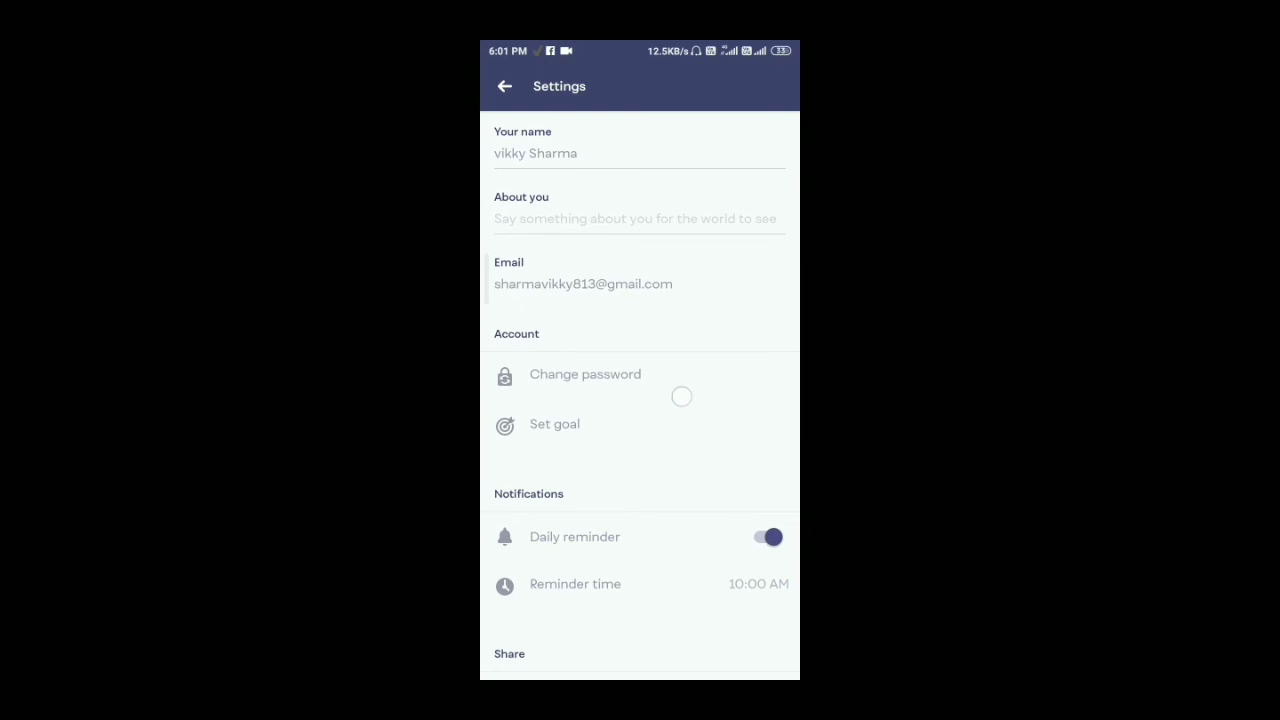 6:01 PM 12.5KB/s 33
Settings
Your name
vikky Sharma
About you
Say something about you for the world to see
Email
sharmavikky813@gmail.com
Account
Change password
Set goal
Notifications
Daily reminder
Reminder time 10:00 AM
Share